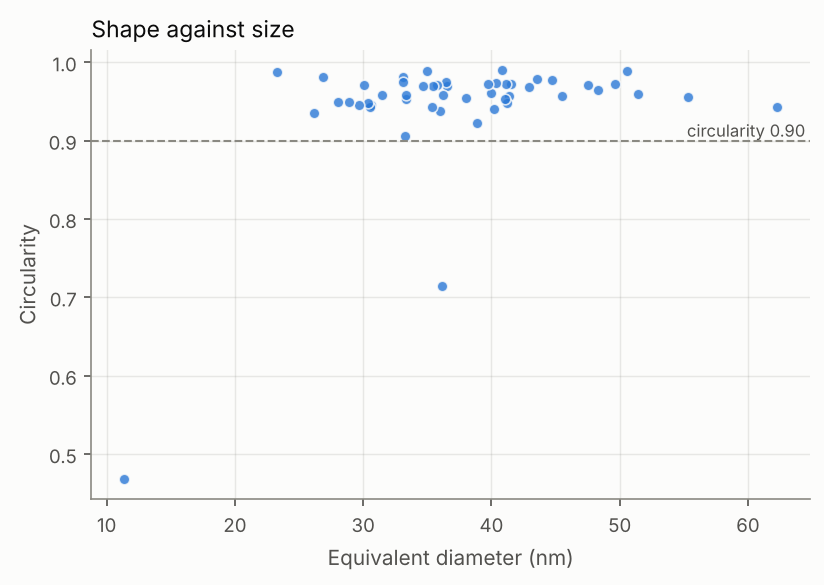 Shape against size
1.0
0.9
0.8
0.7
0.6
0.5
circularity 0.90
Circularity
10 20 30 40 50 60
Equivalent diameter (nm)